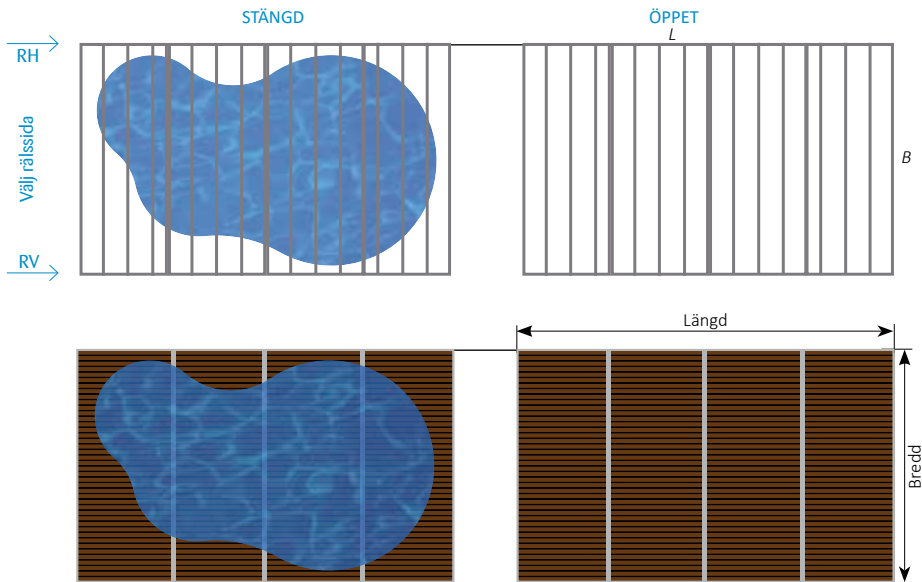 STÄNGD
ÖPPET
L
RH
Välj rälssida
B
RV
Längd
Bredd